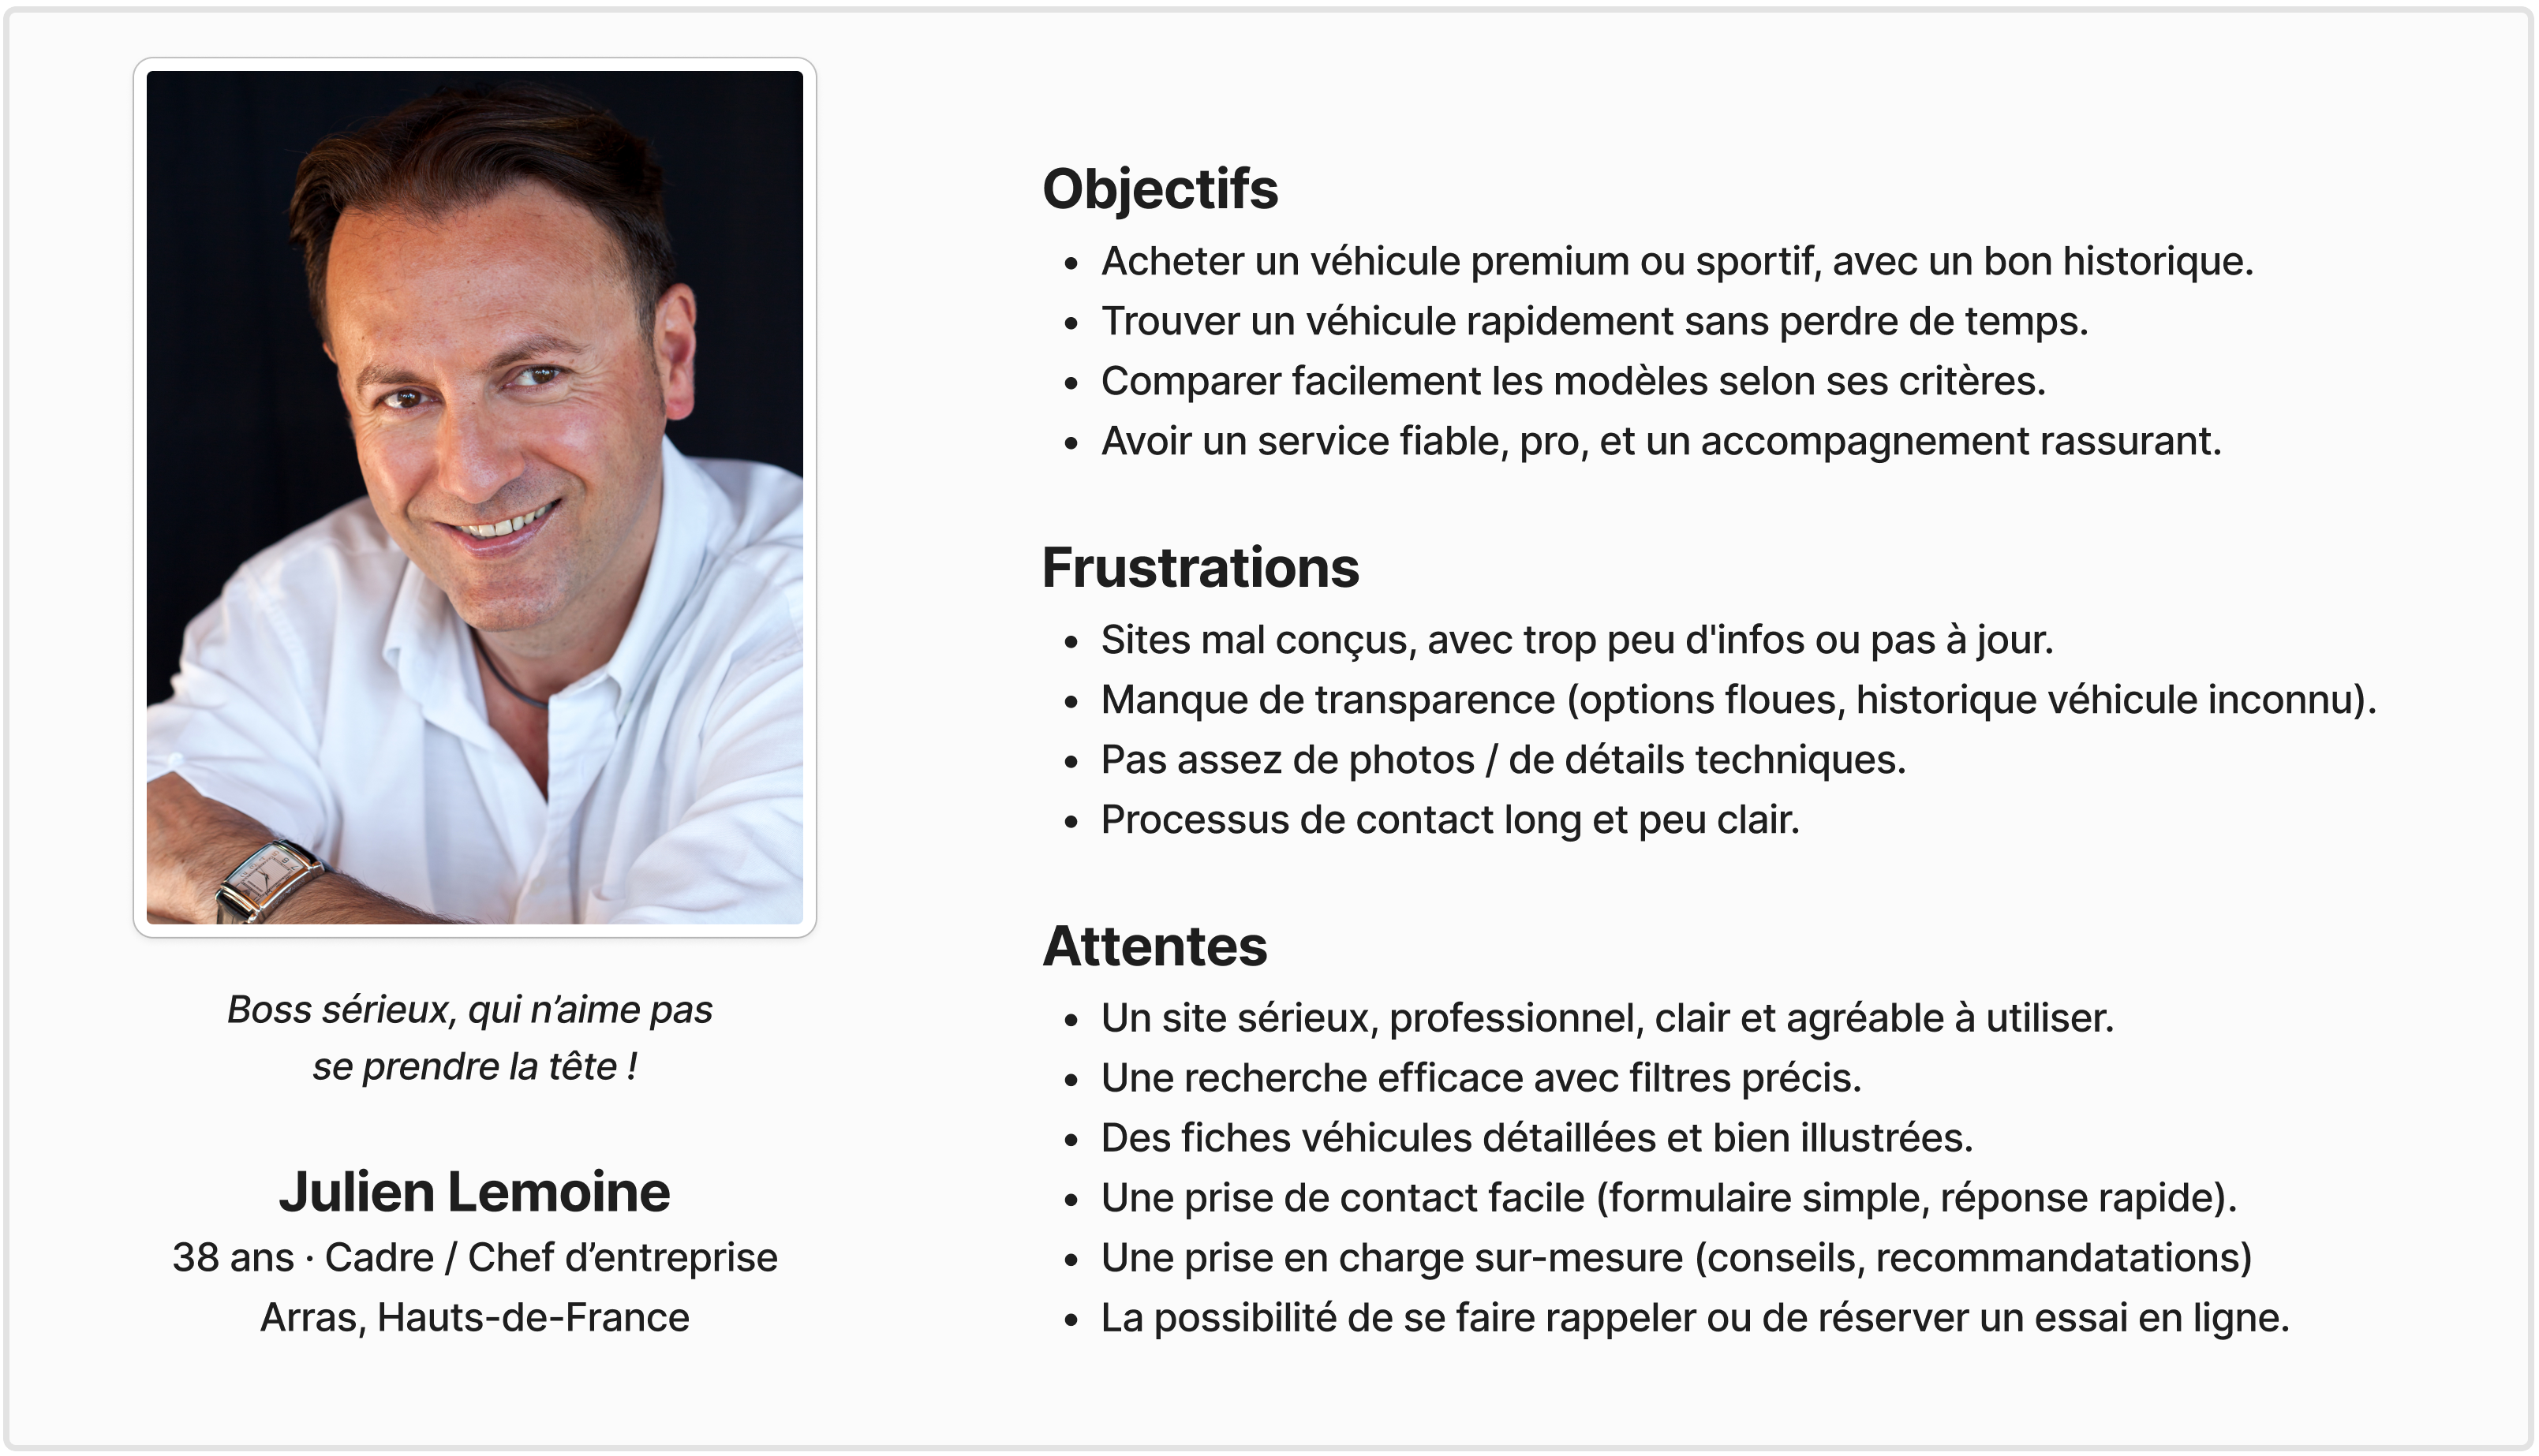 Boss sérieux, qui n’aime pas
se prendre la tête !
Julien Lemoine
38 ans · Cadre / Chef d’entreprise
Arras, Hauts-de-France
Objectifs
• Acheter un véhicule premium ou sportif, avec un bon historique.
• Trouver un véhicule rapidement sans perdre de temps.
• Comparer facilement les modèles selon ses critères.
• Avoir un service fiable, pro, et un accompagnement rassurant.
Frustrations
• Sites mal conçus, avec trop peu d'infos ou pas à jour.
• Manque de transparence (options floues, historique véhicule inconnu).
• Pas assez de photos / de détails techniques.
• Processus de contact long et peu clair.
Attentes
• Un site sérieux, professionnel, clair et agréable à utiliser.
• Une recherche efficace avec filtres précis.
• Des fiches véhicules détaillées et bien illustrées.
• Une prise de contact facile (formulaire simple, réponse rapide).
• Une prise en charge sur-mesure (conseils, recommandatations)
• La possibilité de se faire rappeler ou de réserver un essai en ligne.